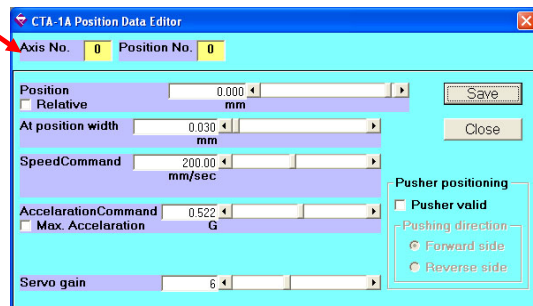 CTA-1A Position Data Editor
Axis No. 0 Position No. 0
Position 0.000
Relative mm
Save
At position width 0.030
mm
Close
SpeedCommand 200.00
mm/sec
Pusher positioning
Pusher valid
AccelarationCommand 0.522
Max. Accelaration G
Pushing direction
Forward side
Reverse side
Servo gain 6